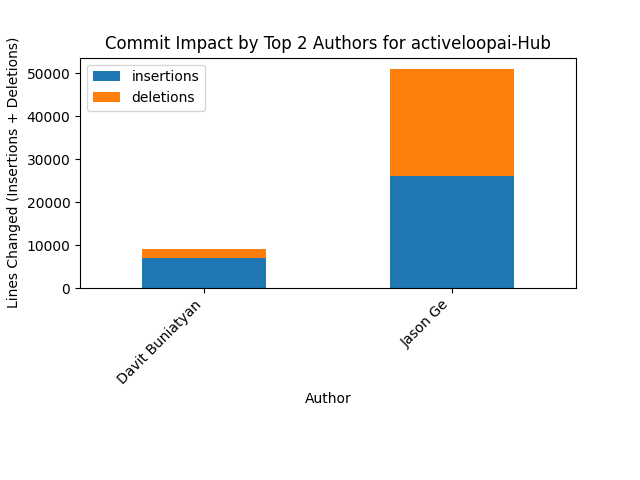 Commit Impact by Top 2 Authors for activeloopai-Hub
Lines Changed (Insertions + Deletions)
50000
40000
30000
20000
10000
0
insertions
deletions
Davit Buniatyan
Jason Ge
Author